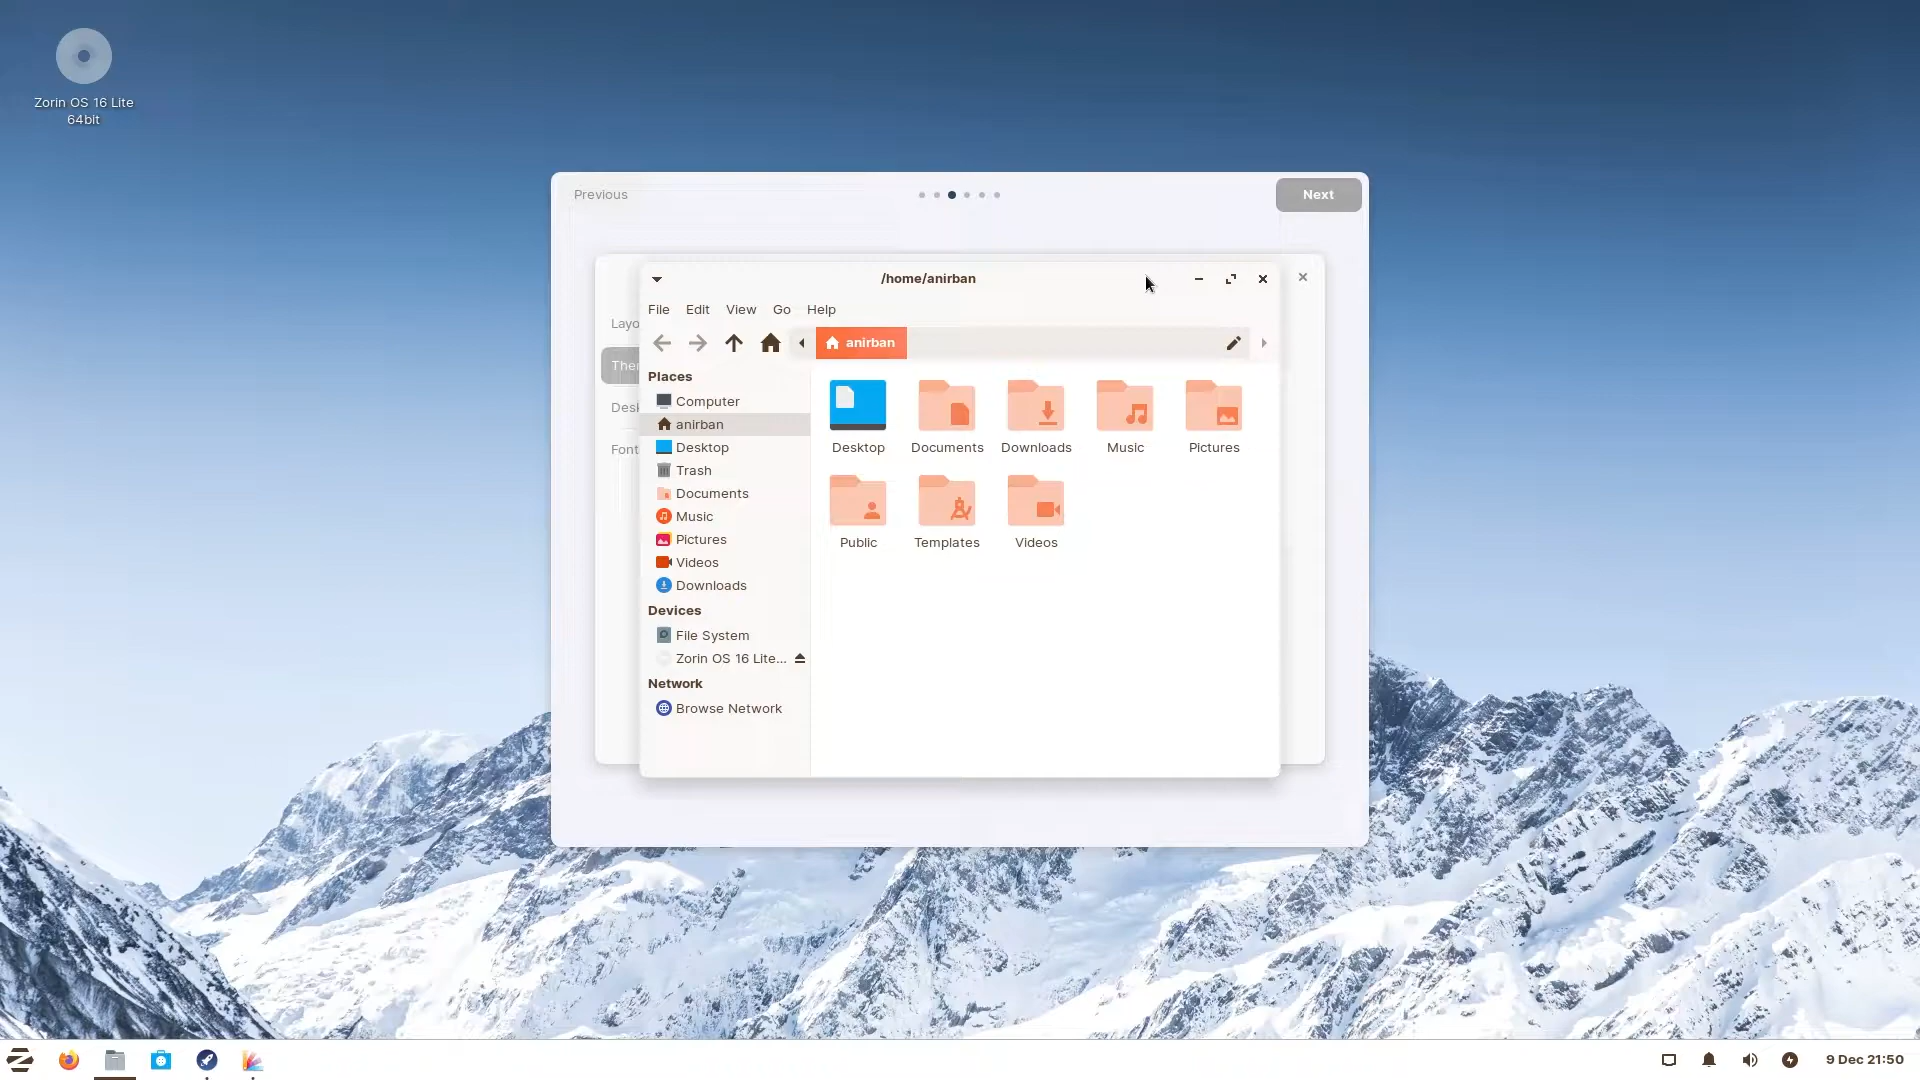 Zorin OS 16 Lite
64bit
Previous
Next
/home/anirban
File Edit View Go Help
Layo
anirban
Ther
Desk
Font
Places
Computer
anirban
Desktop
Trash
Documents
Music
Pictures
Videos
Downloads
Devices
File System
Zorin OS 16 Lite...
Network
Browse Network
Desktop Documents Downloads Music Pictures
Public Templates Videos
9 Dec 21:50